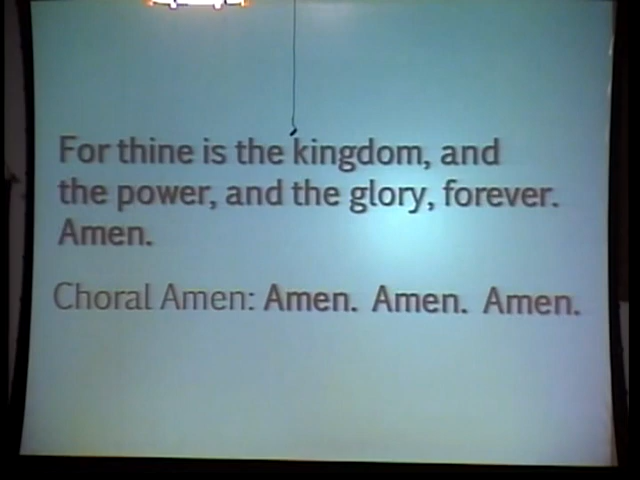 For thine is the kingdom, and
the power, and the glory, forever.
Amen.
Choral Amen: Amen. Amen. Amen.